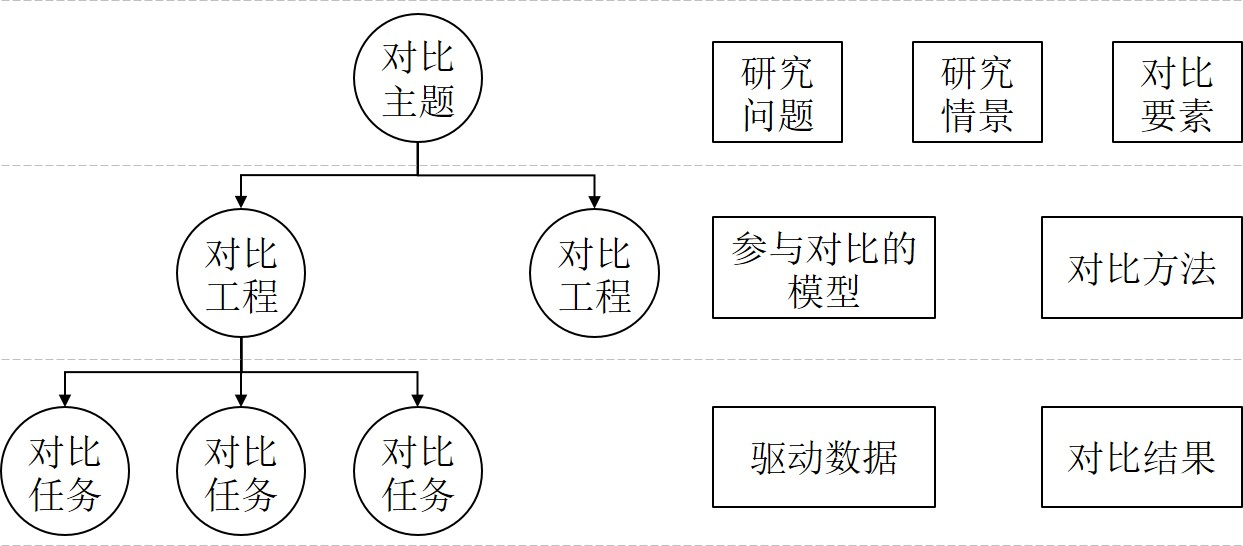 对比
主题
研究
问题
研究
情景
对比
要素
对比
工程
对比
工程
参与对比的
模型
对比方法
对比
任务
对比
任务
对比
任务
驱动数据
对比结果